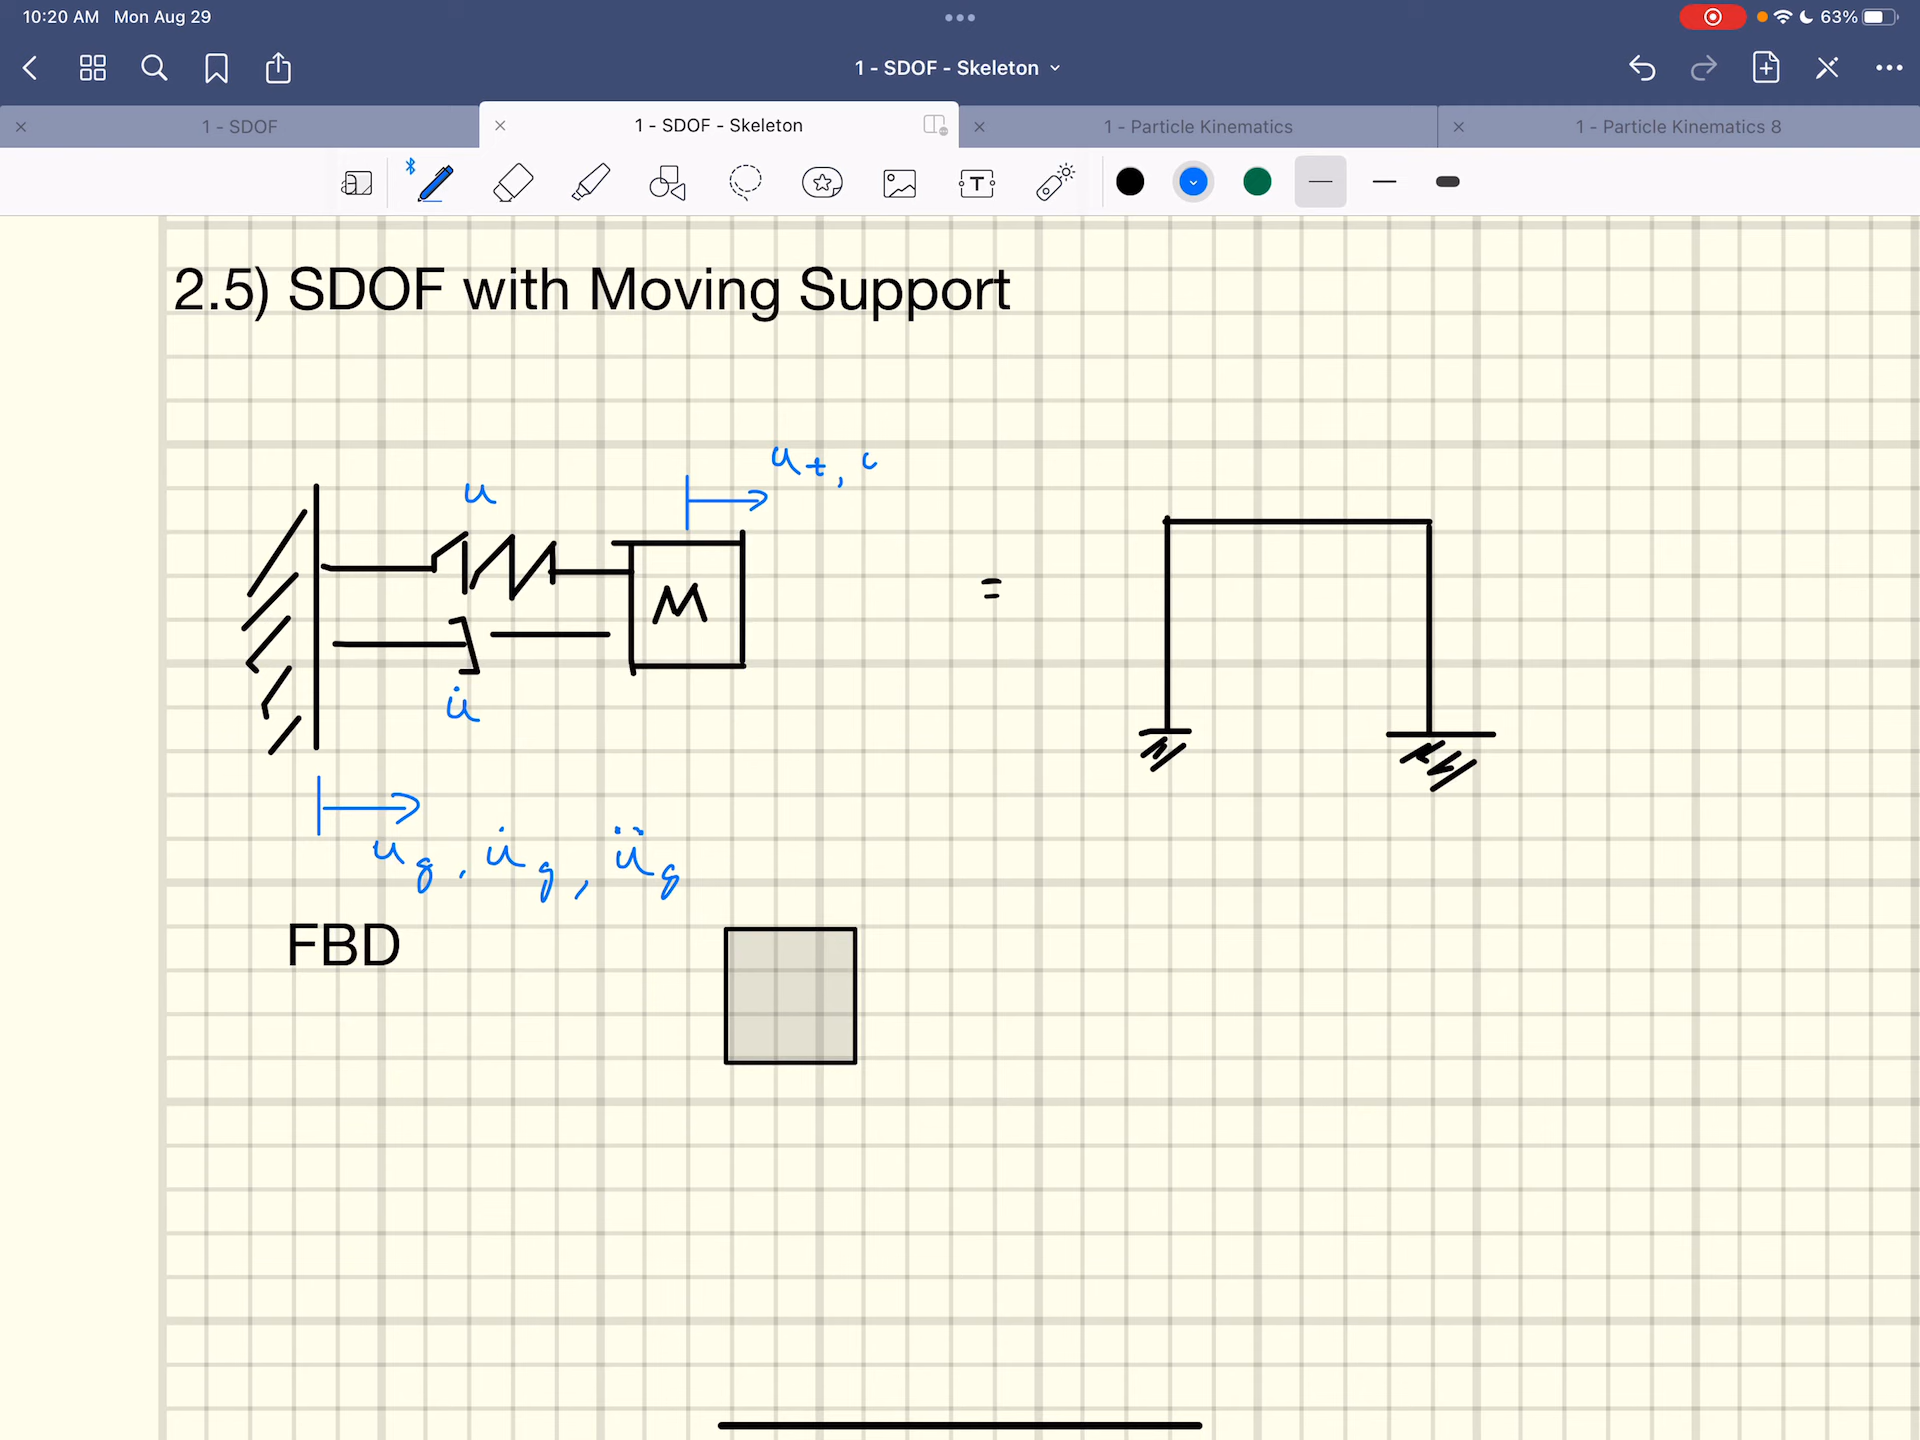 10:20 AM Mon Aug 29
63%
1 - SDOF - Skeleton
1 - SDOF
1 - SDOF - Skeleton
1 - Particle Kinematics
1 - Particle Kinematics 8
T
2.5) SDOF with Moving Support
u_t,
u
M
=
u̇
u_g, u̇_g, ü_g
FBD